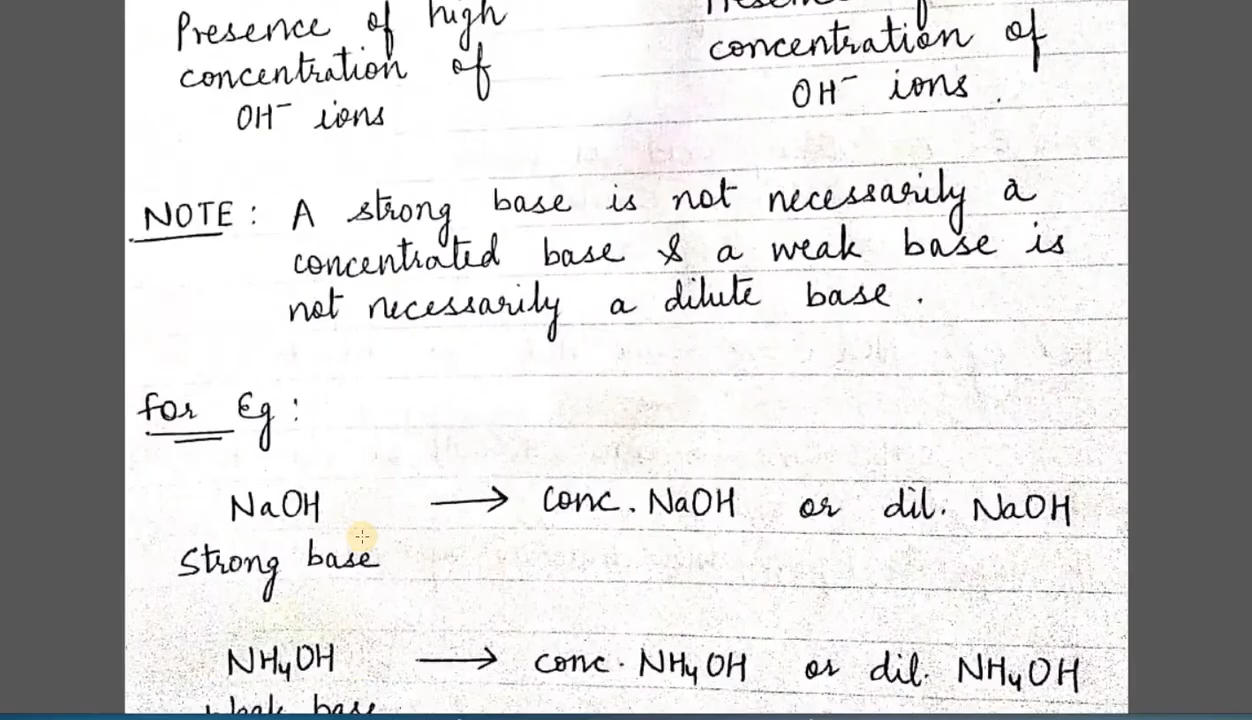 Presence of high
concentration of
OH⁻ ions
concentration of
OH⁻ ions.
NOTE: A strong base is not necessarily a
concentrated base & a weak base is
not necessarily a dilute base.
for Eg:
NaOH → conc. NaOH or dil. NaOH
Strong base
NH₄OH → conc. NH₄OH or dil. NH₄OH
Weak base